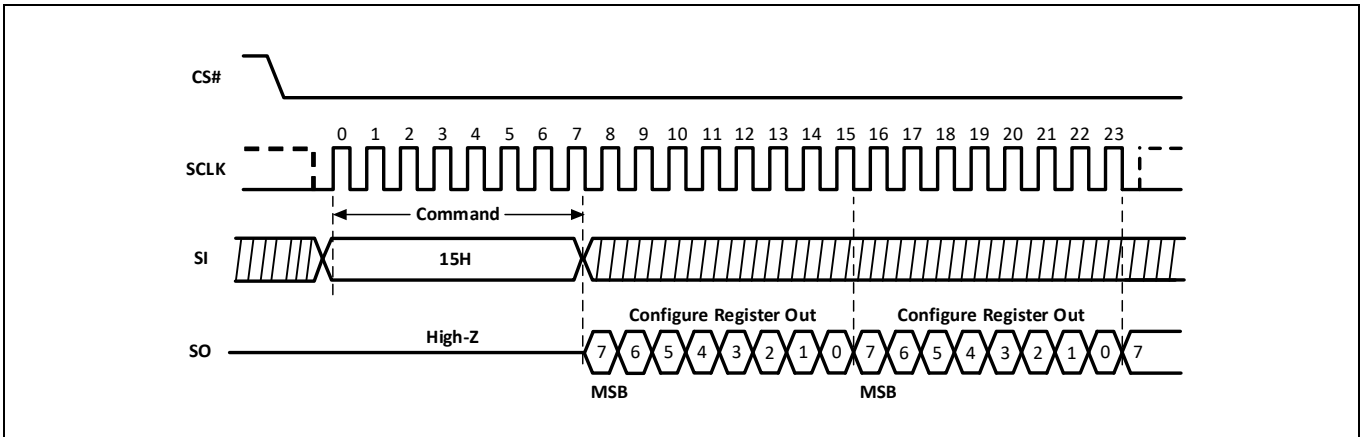 CS#
0 1 2 3 4 5 6 7 8 9 10 11 12 13 14 15 16 17 18 19 20 21 22 23
SCLK
Command
SI
15H
Configure Register Out Configure Register Out
High-Z
SO
7 6 5 4 3 2 1 0 7 6 5 4 3 2 1 0 7
MSB MSB